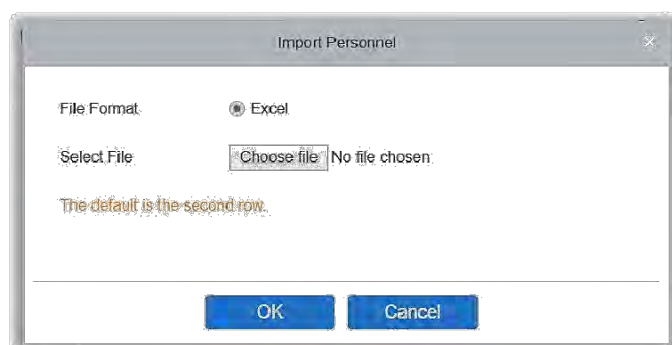 Import Personnel ×
File Format Excel
Select File Choose file No file chosen
The default is the second row.
OK Cancel